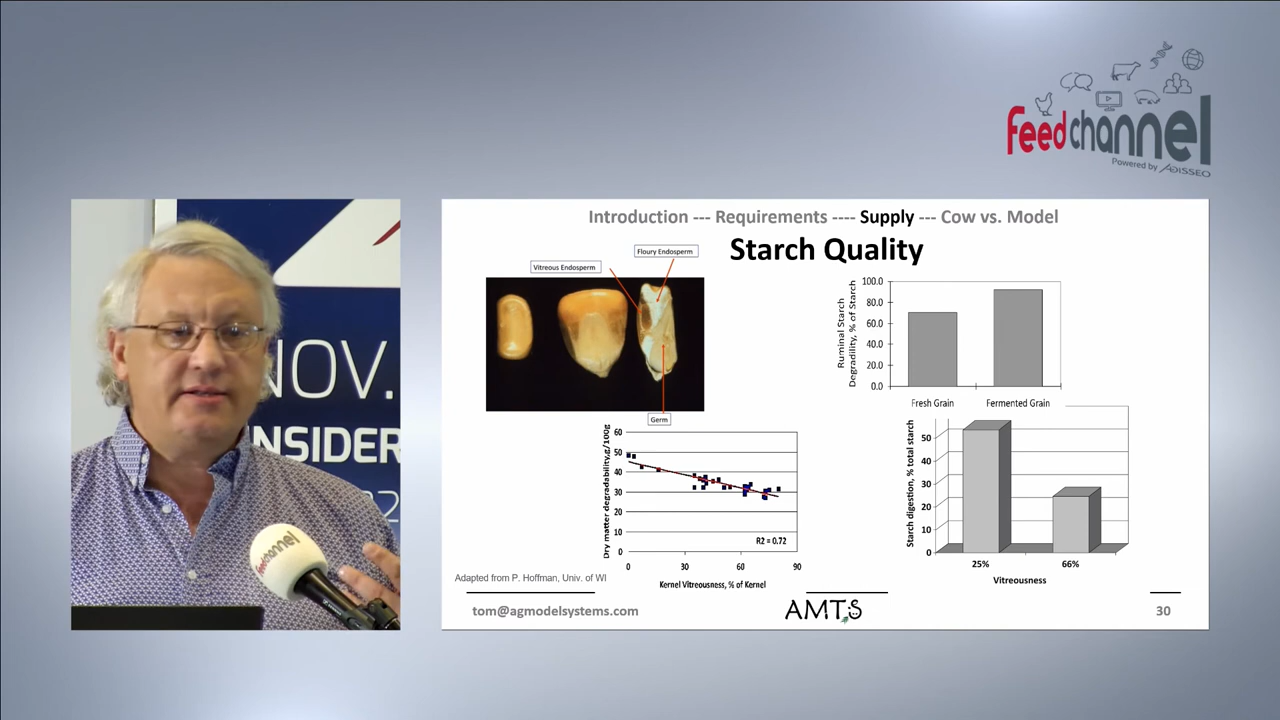 feedchannel
Powered by ADISSEO
NOV.
NSIDER
feedchannel
Introduction --- Requirements ---- Supply --- Cow vs. Model
Starch Quality
Floury Endosperm
Vitreous Endosperm
Germ
Ruminal Starch
Degradility, % of Starch
100.0
80.0
60.0
40.0
20.0
0.0
Fresh Grain
Fermented Grain
Dry matter degradability,g/100g
60
50
40
30
20
10
0
R2 = 0.72
0 30 60 90
Kernel Vitreousness, % of Kernel
Starch digestion, % total starch
50
40
30
20
10
0
25% 66%
Vitreousness
Adapted from P. Hoffman, Univ. of WI
tom@agmodelsystems.com
AMTS
30